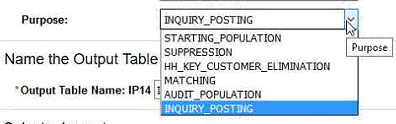 Purpose:
INQUIRY_POSTING
STARTING_POPULATION
SUPPRESSION
HH_KEY_CUSTOMER_ELIMINATION
MATCHING
AUDIT_POPULATION
INQUIRY_POSTING
Purpose
Name the Output Table
*Output Table Name: IP14